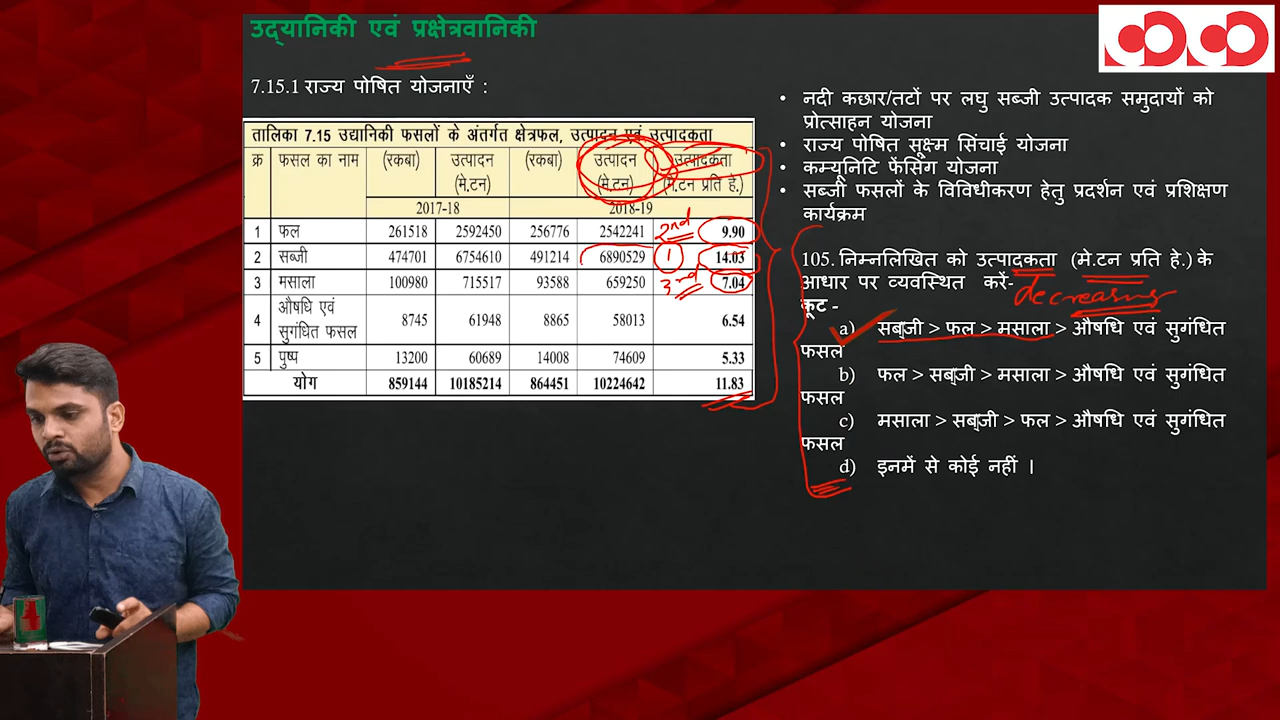 उद्यानिकी एवं प्रक्षेत्रवानिकी
7.15.1 राज्य पोषित योजनाएँ :
तालिका 7.15 उद्यानिकी फसलों के अंतर्गत क्षेत्रफल, उत्पादन एवं उत्पादकता
क्र फसल का नाम (रकबा) उत्पादन (मे.टन) (रकबा) उत्पादन (मे.टन) उत्पादकता (मे.टन प्रति हे.)
2017-18 2018-19
1 फल 261518 2592450 256776 2542241 2nd 9.90
2 सब्जी 474701 6754610 491214 6890529 1 14.03
3 मसाला 100980 715517 93588 659250 3nd 7.04
4 औषधि एवं सुगंधित फसल 8745 61948 8865 58013 6.54
5 पुष्प 13200 60689 14008 74609 5.33
योग 859144 10185214 864451 10224642 11.83
• नदी कछार/तटों पर लघु सब्जी उत्पादक समुदायों को
प्रोत्साहन योजना
• राज्य पोषित सूक्ष्म सिंचाई योजना
• कम्युनिटि फेंसिंग योजना
• सब्जी फसलों के विविधीकरण हेतु प्रदर्शन एवं प्रशिक्षण
कार्यक्रम
105. निम्नलिखित को उत्पादकता (मे.टन प्रति हे.) के
आधार पर व्यवस्थित करें-
decreasing
कूट -
a) सब्जी > फल > मसाला > औषधि एवं सुगंधित
फसल
b) फल > सब्जी > मसाला > औषधि एवं सुगंधित
फसल
c) मसाला > सब्जी > फल > औषधि एवं सुगंधित
फसल
d) इनमें से कोई नहीं ।